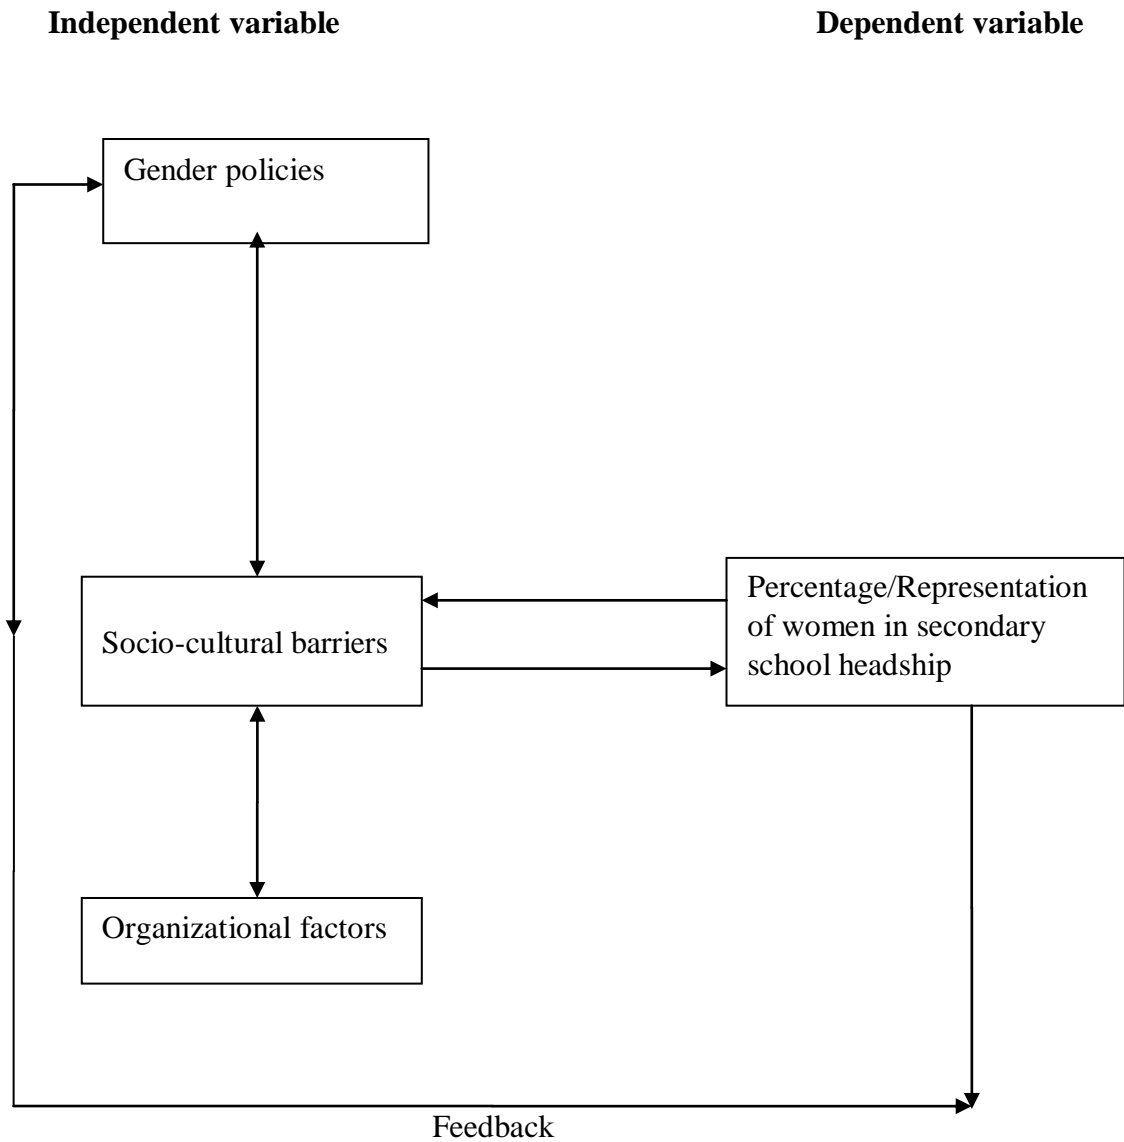 Independent variable
Dependent variable
Gender policies
Socio-cultural barriers
Percentage/Representation
of women in secondary
school headship
Organizational factors
Feedback